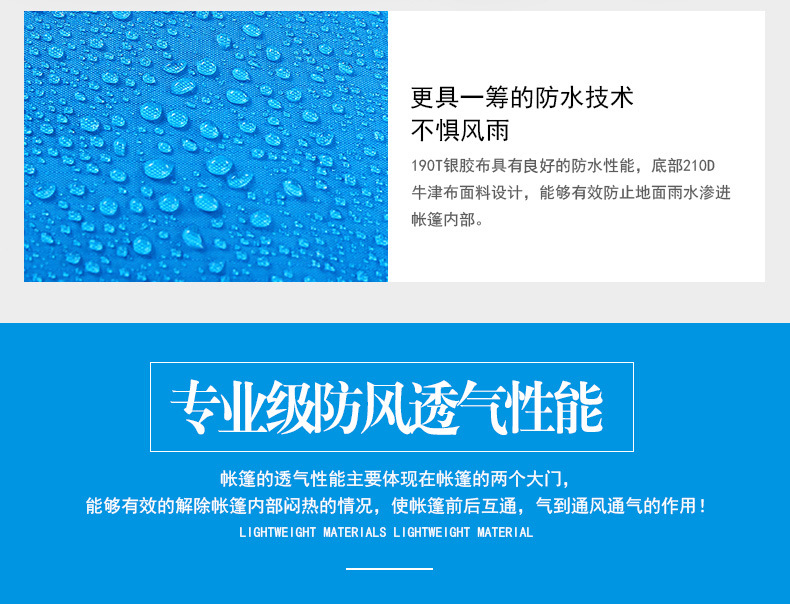 更具一筹的防水技术
不惧风雨
190T银胶布具有良好的防水性能，底部210D
牛津布面料设计，能够有效防止地面雨水渗进
帐篷内部。
专业级防风透气性能
帐篷的透气性能主要体现在帐篷的两个大门，
能够有效的解除帐篷内部闷热的情况，使帐篷前后互通，气到通风通气的作用！
LIGHTWEIGHT MATERIALS LIGHTWEIGHT MATERIAL